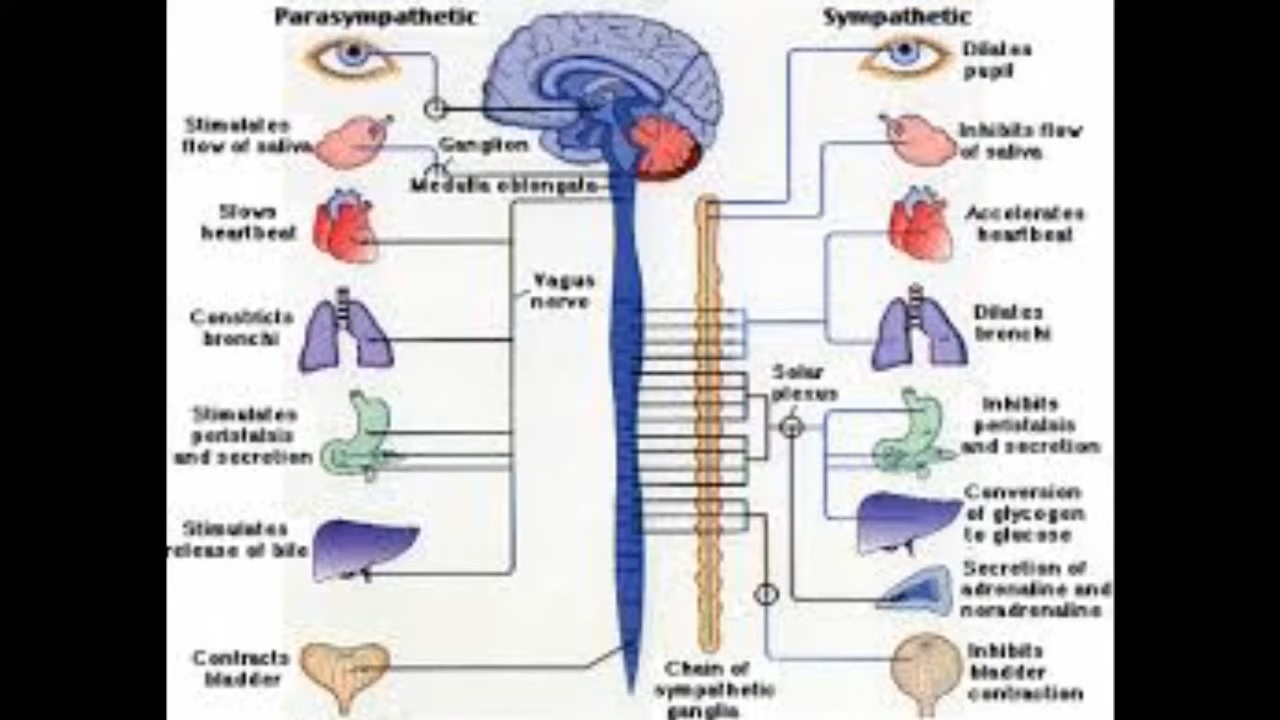 Parasympathetic
Stimulates
flow of saliva
Slows
heartbeat
Constricts
bronchi
Stimulates
peristalsis
and secretion
Stimulates
release of bile
Contracts
bladder
Ganglion
Medulla oblongata
Vagus
nerve
Solar
plexus
Chain of
sympathetic
ganglia
Sympathetic
Dilates
pupil
Inhibits flow
of saliva
Accelerates
heartbeat
Dilates
bronchi
Inhibits
peristalsis
and secretion
Conversion
of glycogen
to glucose
Secretion of
adrenaline and
noradrenaline
Inhibits
bladder
contraction